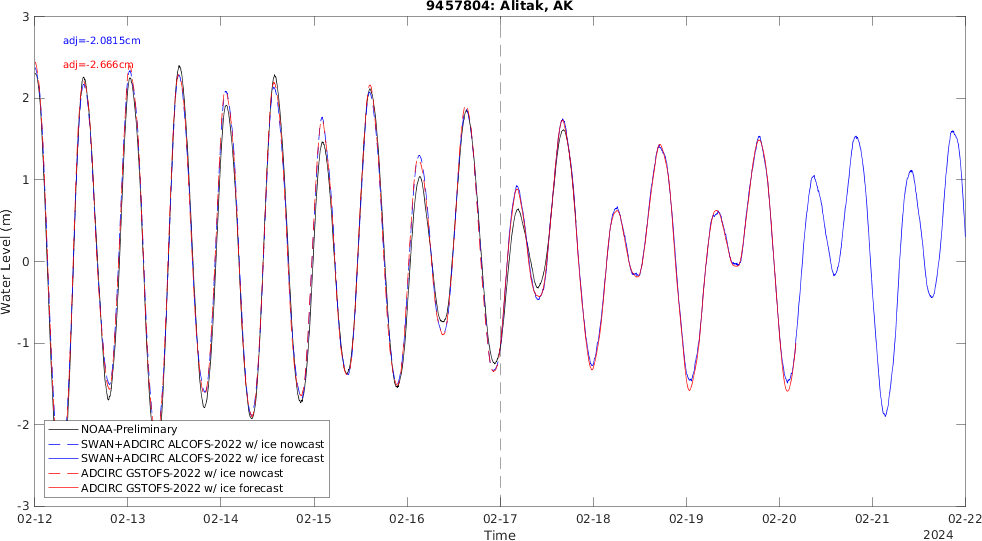 9457804: Alitak, AK
adj=-2.0815cm
adj=-2.666cm
Water Level (m)
3
2
1
0
-1
-2
-3
NOAA-Preliminary
SWAN+ADCIRC ALCOFS-2022 w/ ice nowcast
SWAN+ADCIRC ALCOFS-2022 w/ ice forecast
ADCIRC GSTOFS-2022 w/ ice nowcast
ADCIRC GSTOFS-2022 w/ ice forecast
02-12 02-13 02-14 02-15 02-16 02-17 02-18 02-19 02-20 02-21 02-22
Time
2024